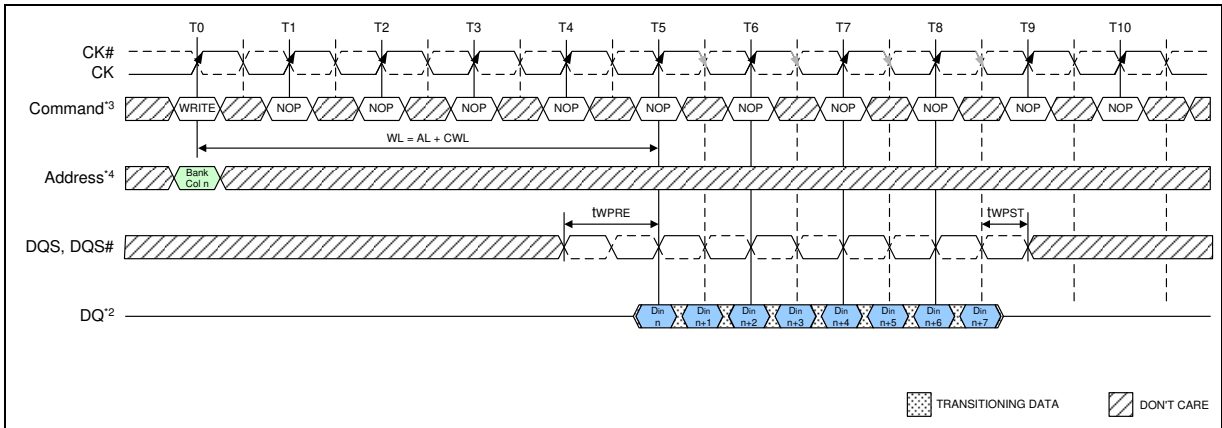 T0 T1 T2 T3 T4 T5 T6 T7 T8 T9 T10
CK#
CK
Command*3 WRITE NOP NOP NOP NOP NOP NOP NOP NOP NOP NOP
WL = AL + CWL
Address*4 Bank
Col n
tWPRE tWPST
DQS, DQS#
DQ*2
Din Din Din Din Din Din Din Din
n n+1 n+2 n+3 n+4 n+5 n+6 n+7
TRANSITIONING DATA DON'T CARE